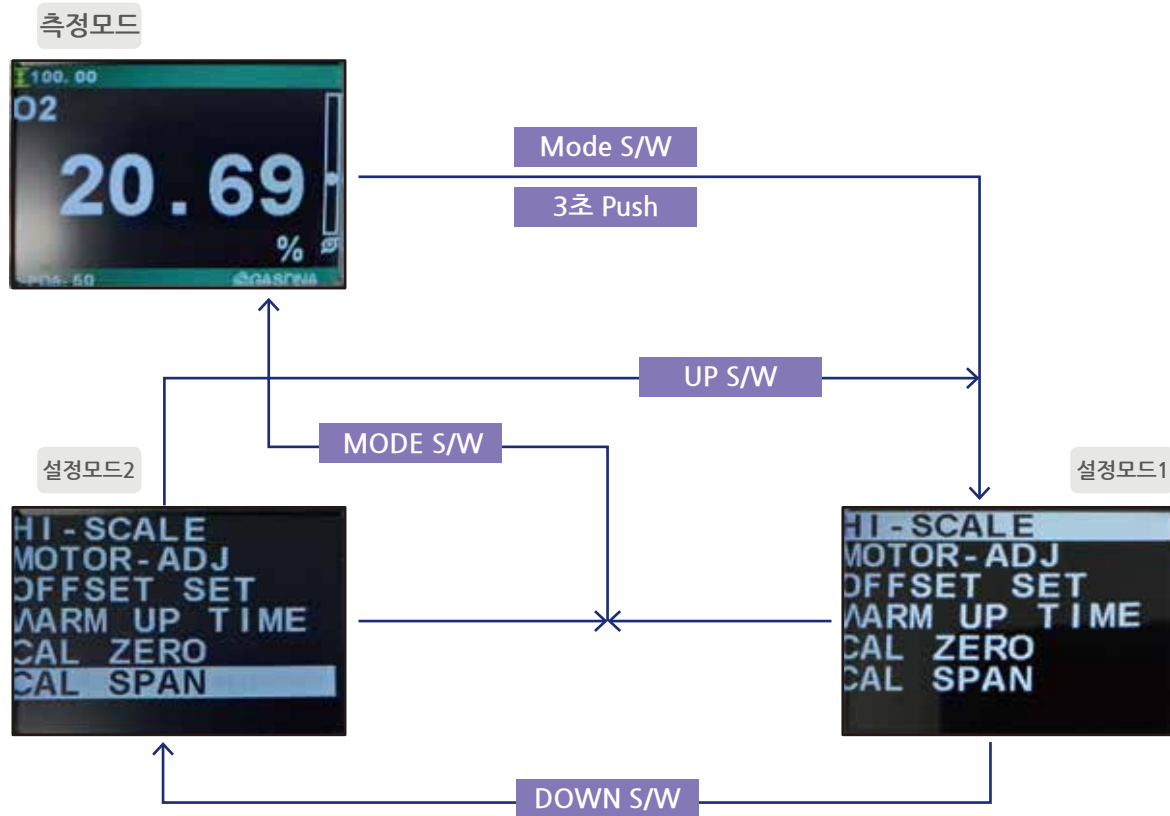 측정모드
100.00
O2
20.69
%
GASDNA
Mode S/W
3초 Push
UP S/W
MODE S/W
설정모드2
HI-SCALE
MOTOR-ADJ
OFFSET SET
WARM UP TIME
CAL ZERO
CAL SPAN
설정모드1
HI-SCALE
MOTOR-ADJ
OFFSET SET
WARM UP TIME
CAL ZERO
CAL SPAN
DOWN S/W